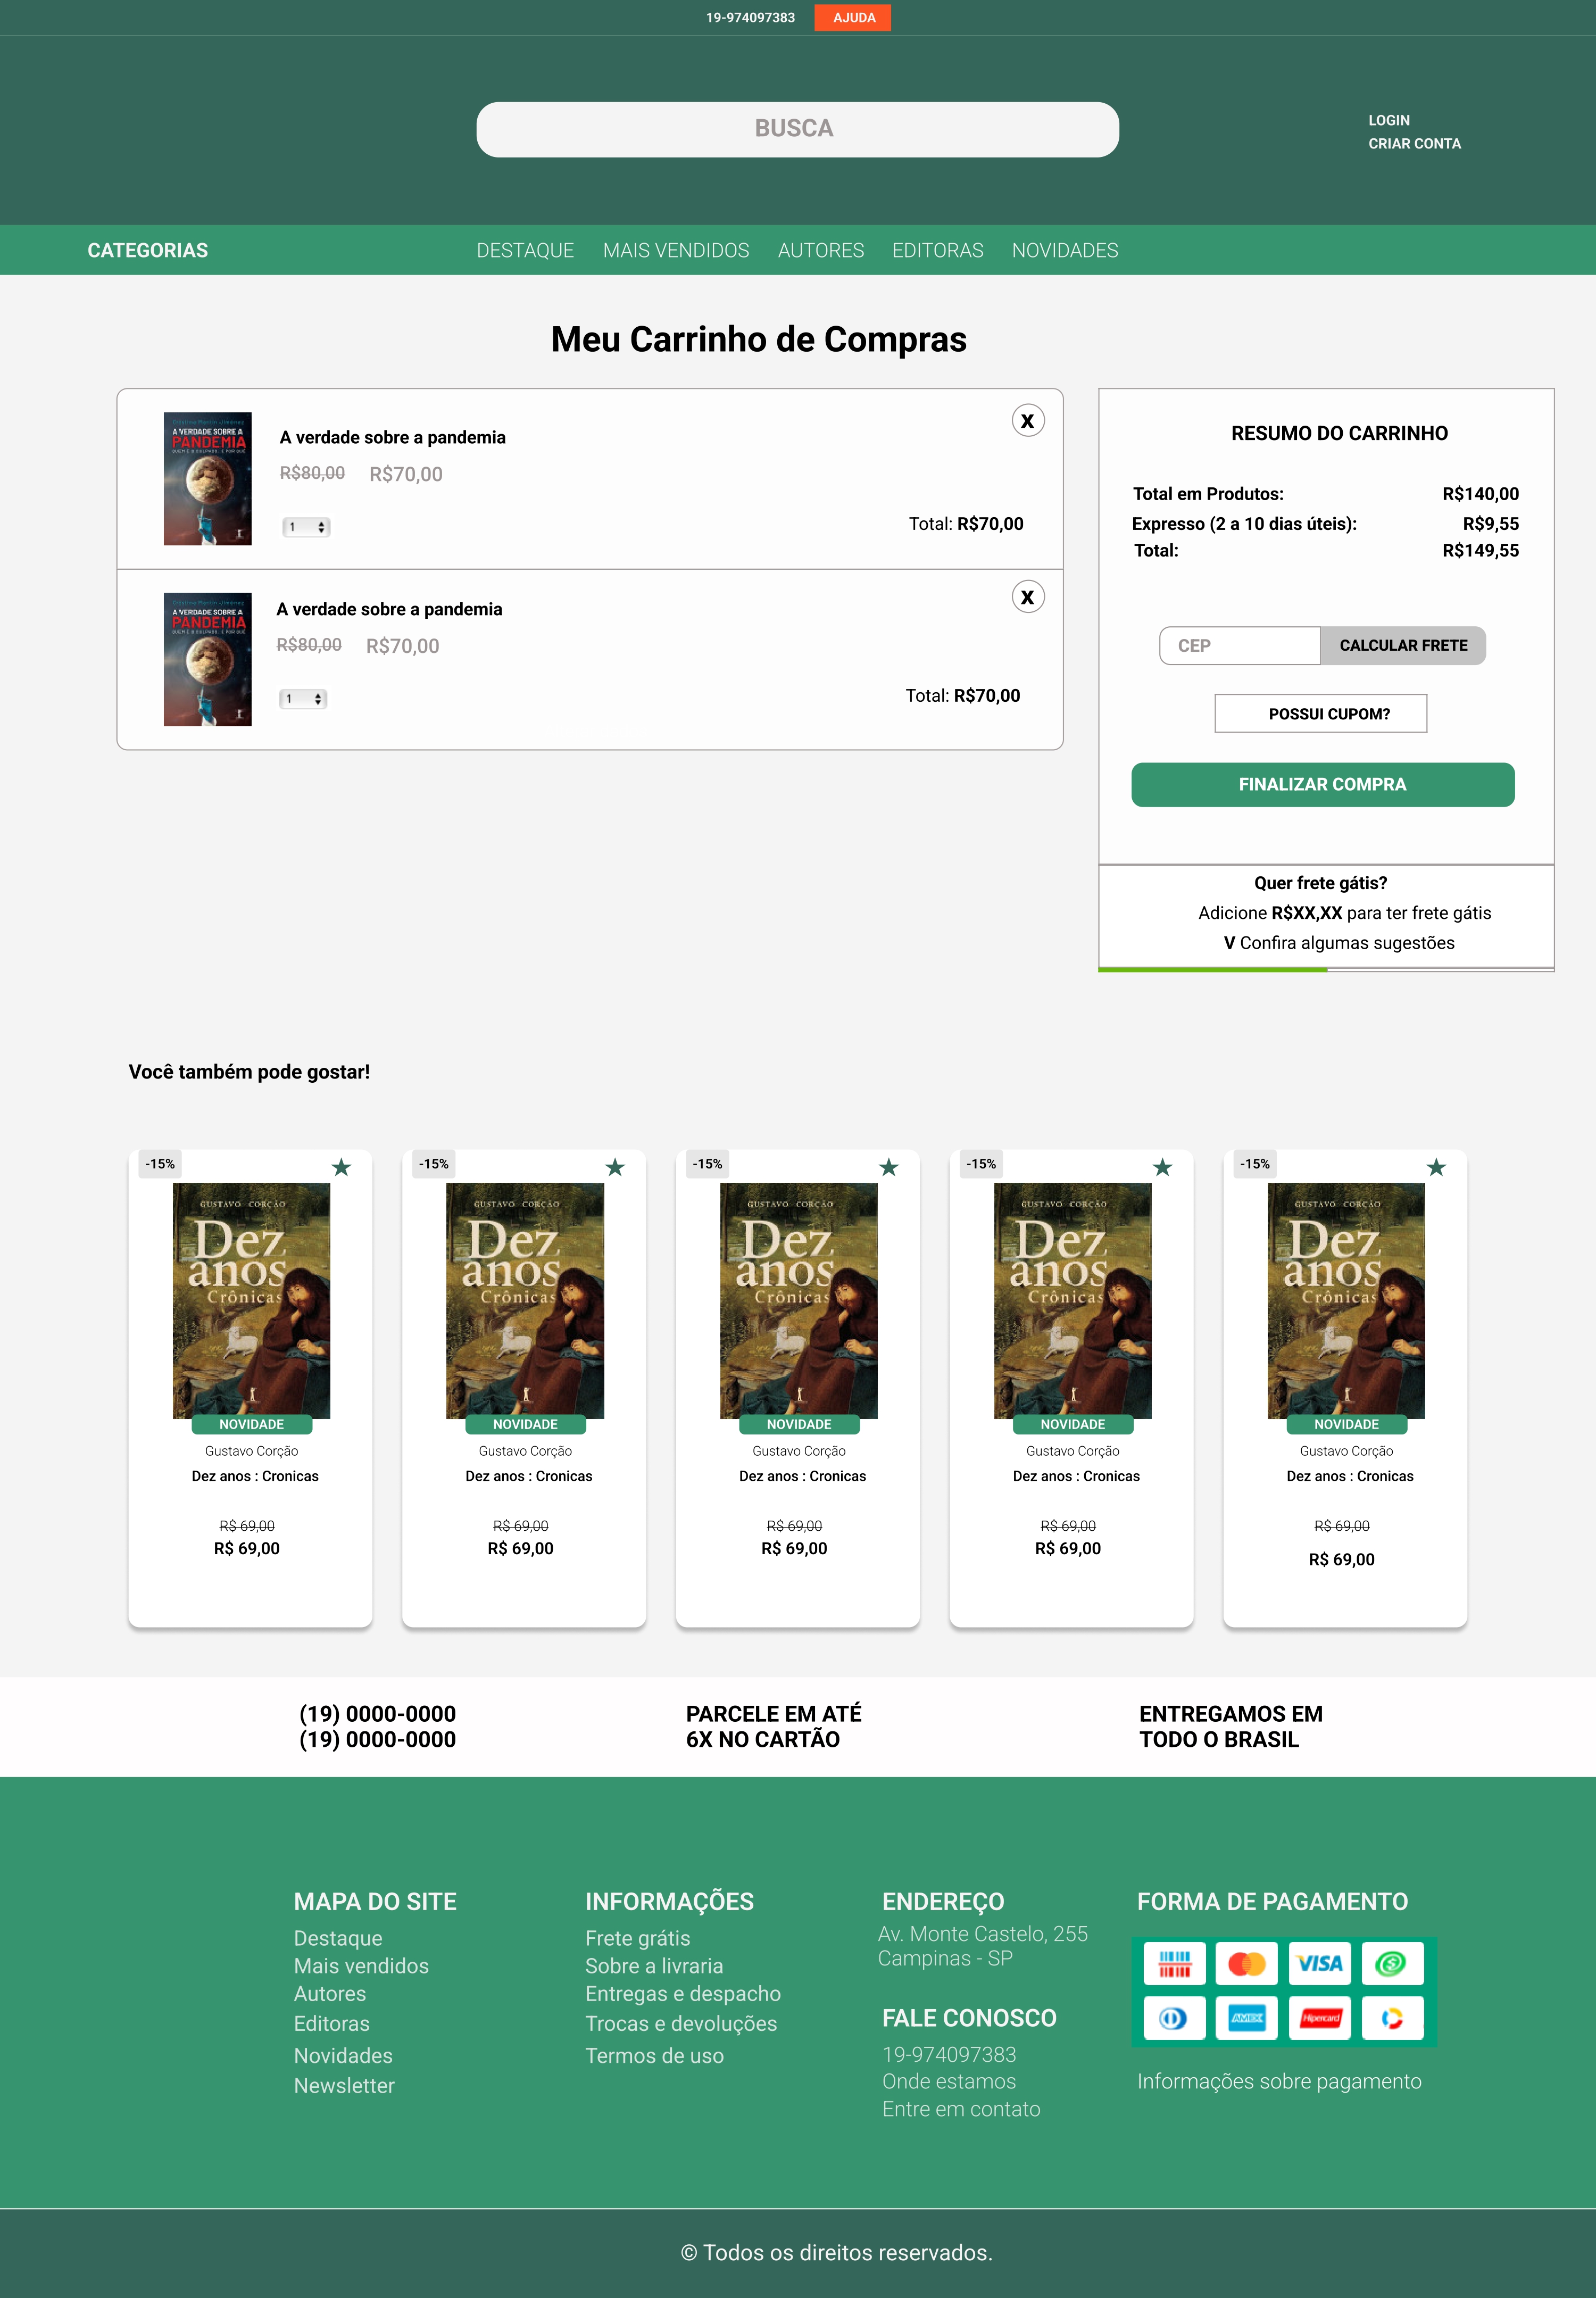 19-974097383 AJUDA
BUSCA
LOGIN
CRIAR CONTA
CATEGORIAS DESTAQUE MAIS VENDIDOS AUTORES EDITORAS NOVIDADES
Meu Carrinho de Compras
A VERDADE SOBRE A
PANDEMIA
A verdade sobre a pandemia
X
R$80,00 R$70,00
1
Total: R$70,00
A VERDADE SOBRE A
PANDEMIA
A verdade sobre a pandemia
X
R$80,00 R$70,00
1
Total: R$70,00
RESUMO DO CARRINHO
Total em Produtos: R$140,00
Expresso (2 a 10 dias úteis): R$9,55
Total: R$149,55
CEP CALCULAR FRETE
POSSUI CUPOM?
FINALIZAR COMPRA
Quer frete gátis?
Adicione R$XX,XX para ter frete gátis
V Confira algumas sugestões
Você também pode gostar!
-15%
GUSTAVO CORÇÃO
Dez
anos
Crônicas
NOVIDADE
Gustavo Corção
Dez anos : Cronicas
R$ 69,00
R$ 69,00
-15%
GUSTAVO CORÇÃO
Dez
anos
Crônicas
NOVIDADE
Gustavo Corção
Dez anos : Cronicas
R$ 69,00
R$ 69,00
-15%
GUSTAVO CORÇÃO
Dez
anos
Crônicas
NOVIDADE
Gustavo Corção
Dez anos : Cronicas
R$ 69,00
R$ 69,00
-15%
GUSTAVO CORÇÃO
Dez
anos
Crônicas
NOVIDADE
Gustavo Corção
Dez anos : Cronicas
R$ 69,00
R$ 69,00
-15%
GUSTAVO CORÇÃO
Dez
anos
Crônicas
NOVIDADE
Gustavo Corção
Dez anos : Cronicas
R$ 69,00
R$ 69,00
(19) 0000-0000
(19) 0000-0000
PARCELE EM ATÉ
6X NO CARTÃO
ENTREGAMOS EM
TODO O BRASIL
MAPA DO SITE
Destaque
Mais vendidos
Autores
Editoras
Novidades
Newsletter
INFORMAÇÕES
Frete grátis
Sobre a livraria
Entregas e despacho
Trocas e devoluções
Termos de uso
ENDEREÇO
Av. Monte Castelo, 255
Campinas - SP
FALE CONOSCO
19-974097383
Onde estamos
Entre em contato
FORMA DE PAGAMENTO
VISA
AMEX
Hipercard
Informações sobre pagamento
© Todos os direitos reservados.